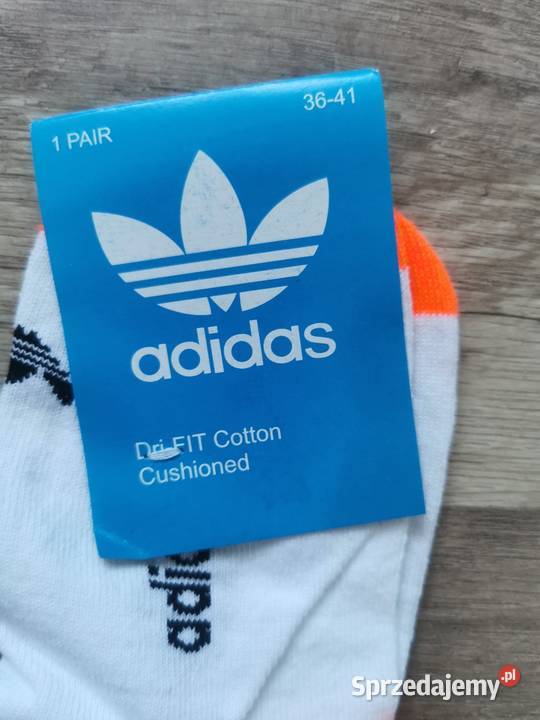 1 PAIR
36-41
adidas
Dri-FIT Cotton
Cushioned
adidas
Sprzedajemy.pl